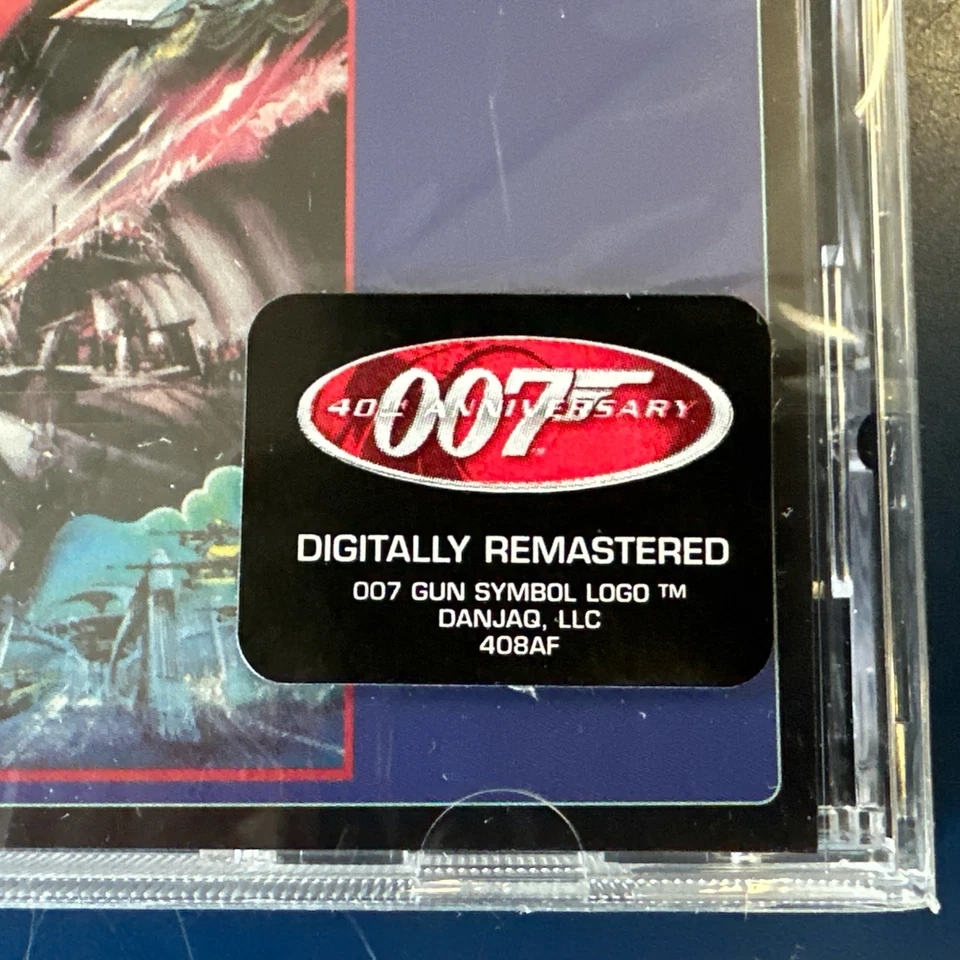 007
40TH ANNIVERSARY
DIGITALLY REMASTERED
007 GUN SYMBOL LOGO ™
DANJAQ, LLC
408AF